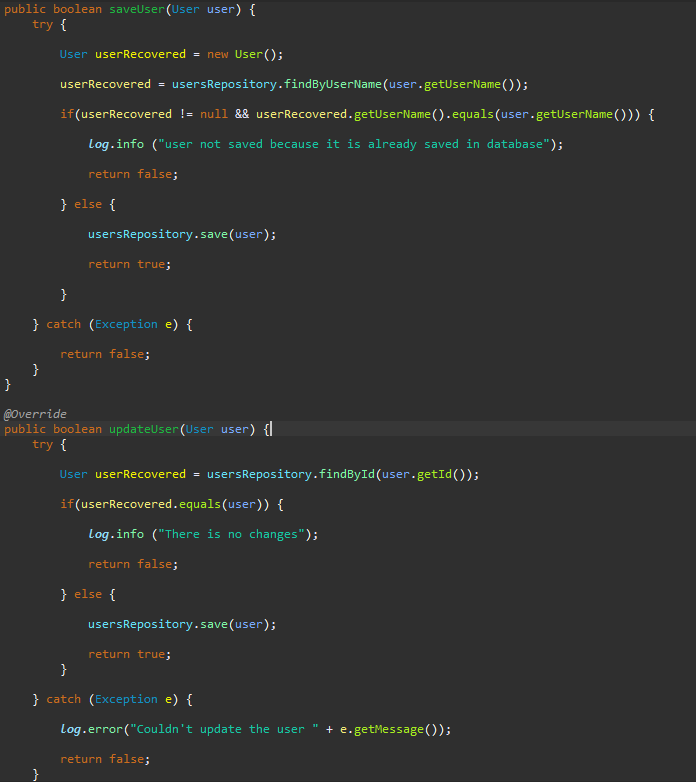 public boolean saveUser(User user) {
try {
User userRecovered = new User();
userRecovered = usersRepository.findByUserName(user.getUserName());
if(userRecovered != null && userRecovered.getUserName().equals(user.getUserName())) {
log.info ("user not saved because it is already saved in database");
return false;
} else {
usersRepository.save(user);
return true;
}
} catch (Exception e) {
return false;
}
}
@Override
public boolean updateUser(User user) {
try {
User userRecovered = usersRepository.findById(user.getId());
if(userRecovered.equals(user)) {
log.info ("There is no changes");
return false;
} else {
usersRepository.save(user);
return true;
}
} catch (Exception e) {
log.error("Couldn't update the user " + e.getMessage());
return false;
}